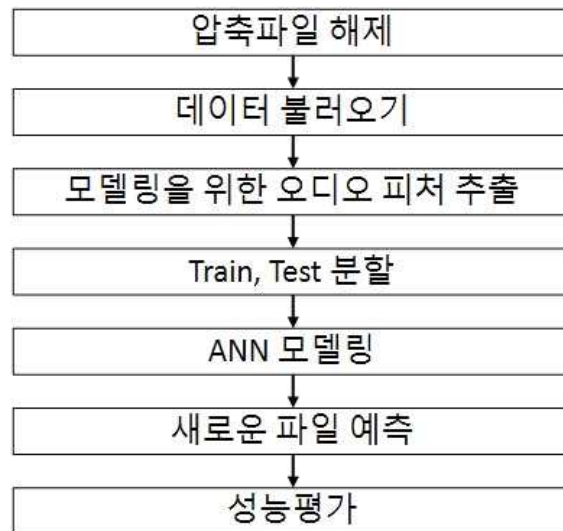 압축파일 해제
데이터 불러오기
모델링을 위한 오디오 피처 추출
Train, Test 분할
ANN 모델링
새로운 파일 예측
성능평가